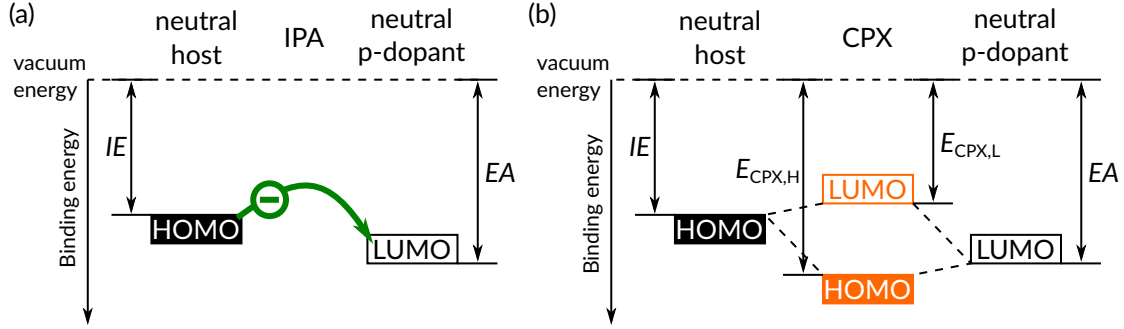 (a)
neutral
host
IPA
neutral
p-dopant
vacuum
energy
Binding energy
IE
EA
HOMO
LUMO
(b)
neutral
host
CPX
neutral
p-dopant
vacuum
energy
Binding energy
IE
E_CPX,H
E_CPX,L
EA
LUMO
HOMO
LUMO
HOMO